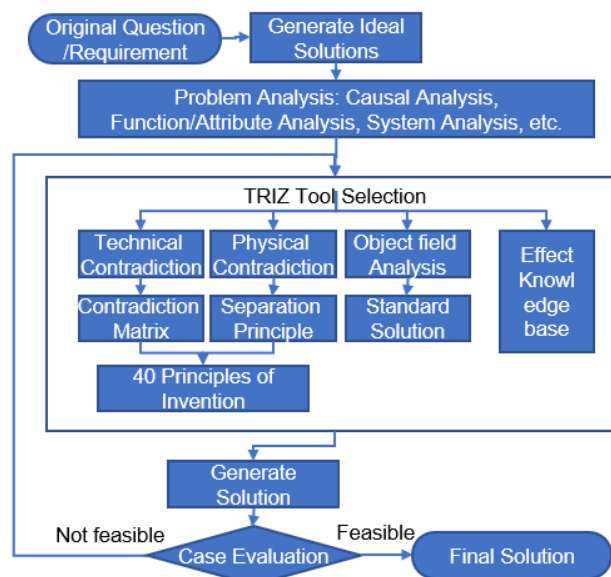 Original Question
/Requirement
Generate Ideal
Solutions
Problem Analysis: Causal Analysis,
Function/Attribute Analysis, System Analysis, etc.
TRIZ Tool Selection
Technical
Contradiction
Physical
Contradiction
Object field
Analysis
Effect
Knowl
edge
base
Contradiction
Matrix
Separation
Principle
Standard
Solution
40 Principles of
Invention
Generate
Solution
Not feasible
Feasible
Case Evaluation
Final Solution